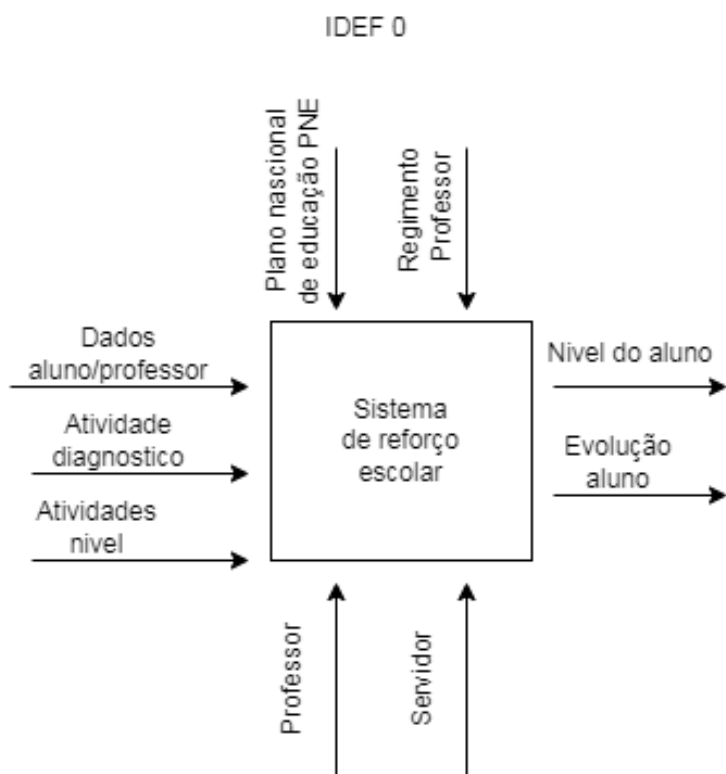 IDEF 0
Plano nascional
de educação PNE
Regimento
Professor
Dados
aluno/professor
Atividade
diagnostico
Atividades
nivel
Sistema
de reforço
escolar
Nivel do aluno
Evolução
aluno
Professor
Servidor